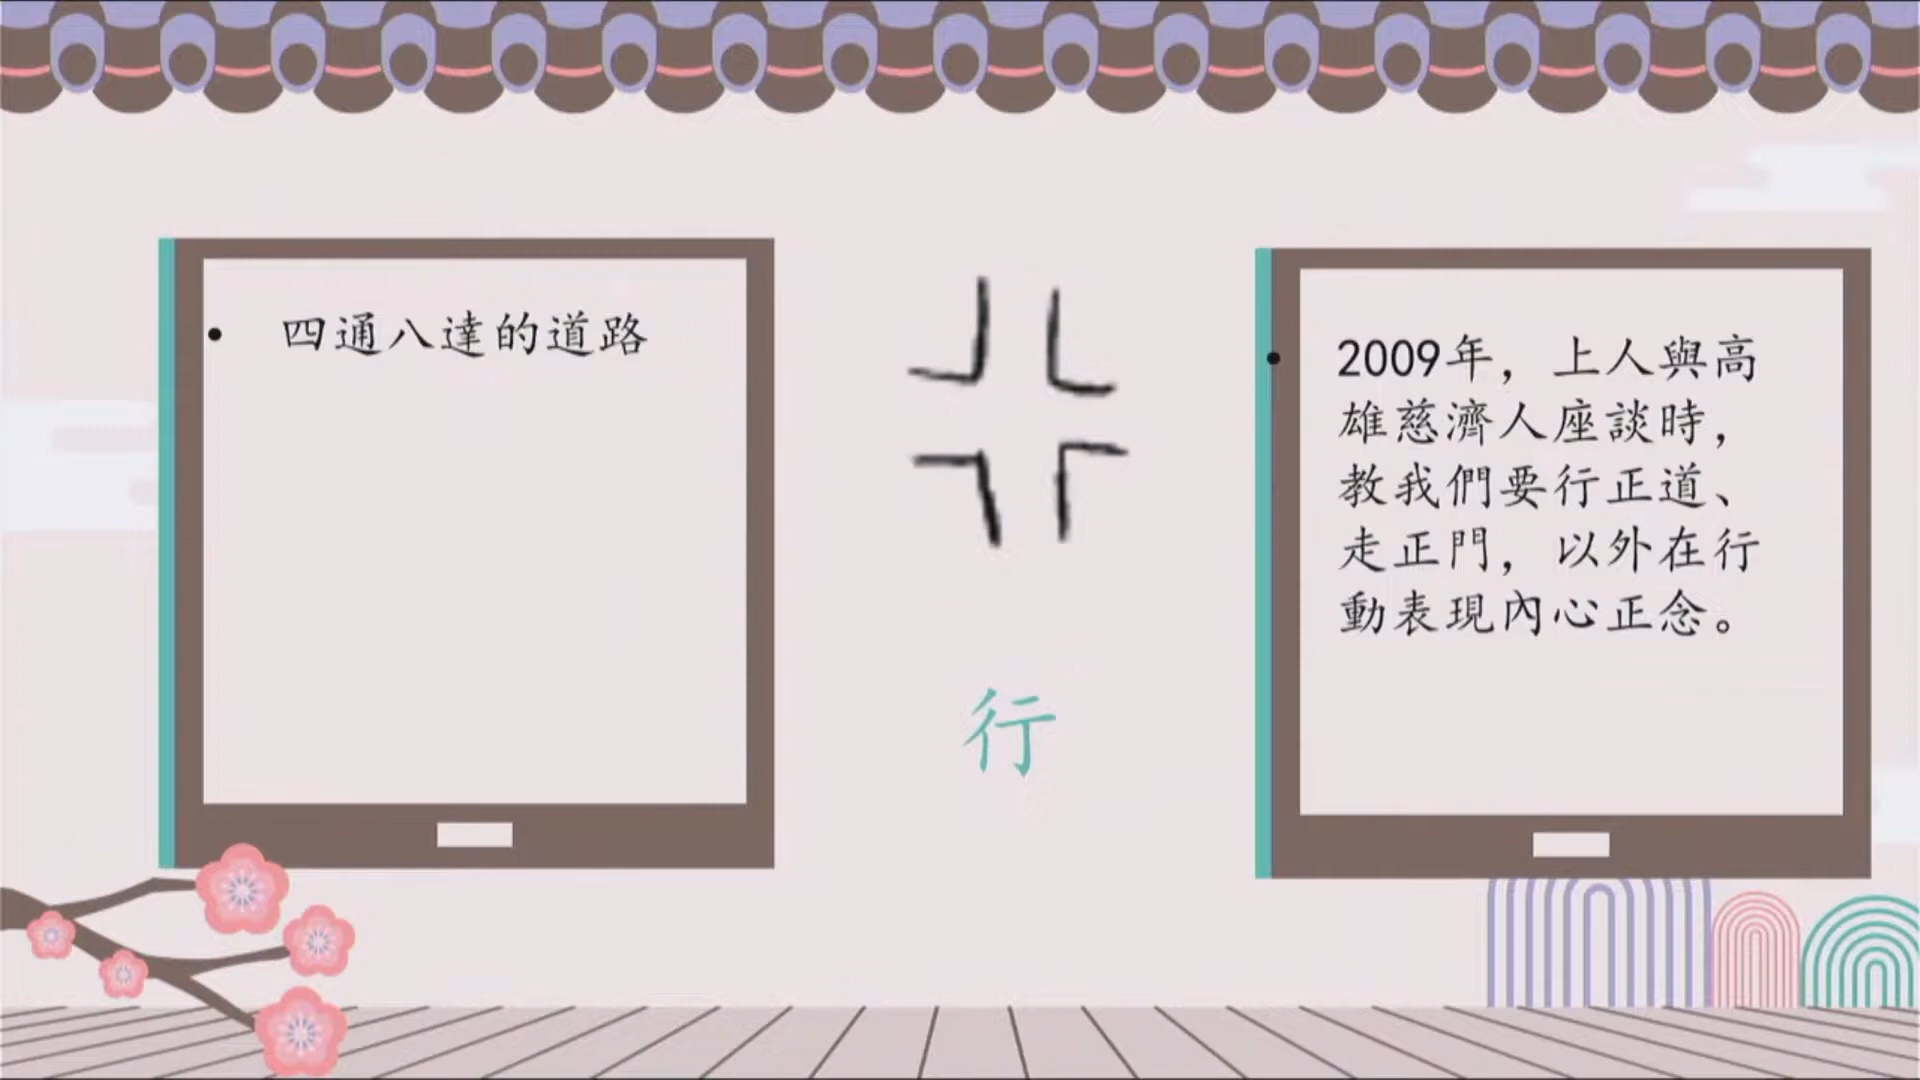 四通八達的道路
行
2009年，上人與高
雄慈濟人座談時，
教我們要行正道、
走正門，以外在行
動表現內心正念。